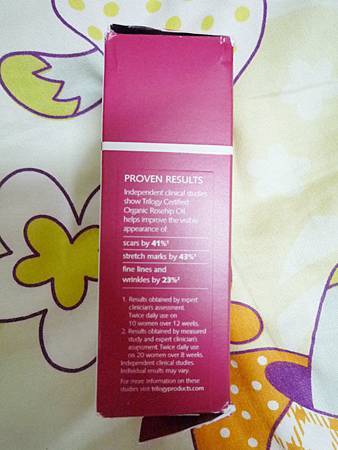 PROVEN RESULTS
Independent clinical studies
show Trilogy Certified
Organic Rosehip Oil
helps improve the visible
appearance of
scars by 41%¹
stretch marks by 43%¹
fine lines and
wrinkles by 23%²
1. Results obtained by expert
clinician's assessment.
Twice daily use on
10 women over 12 weeks.
2. Results obtained by measured
study and expert clinician's
assessment. Twice daily use
on 20 women over 8 weeks.
Independent clinical studies.
Individual results may vary.
For more information on these
studies visit trilogyproducts.com